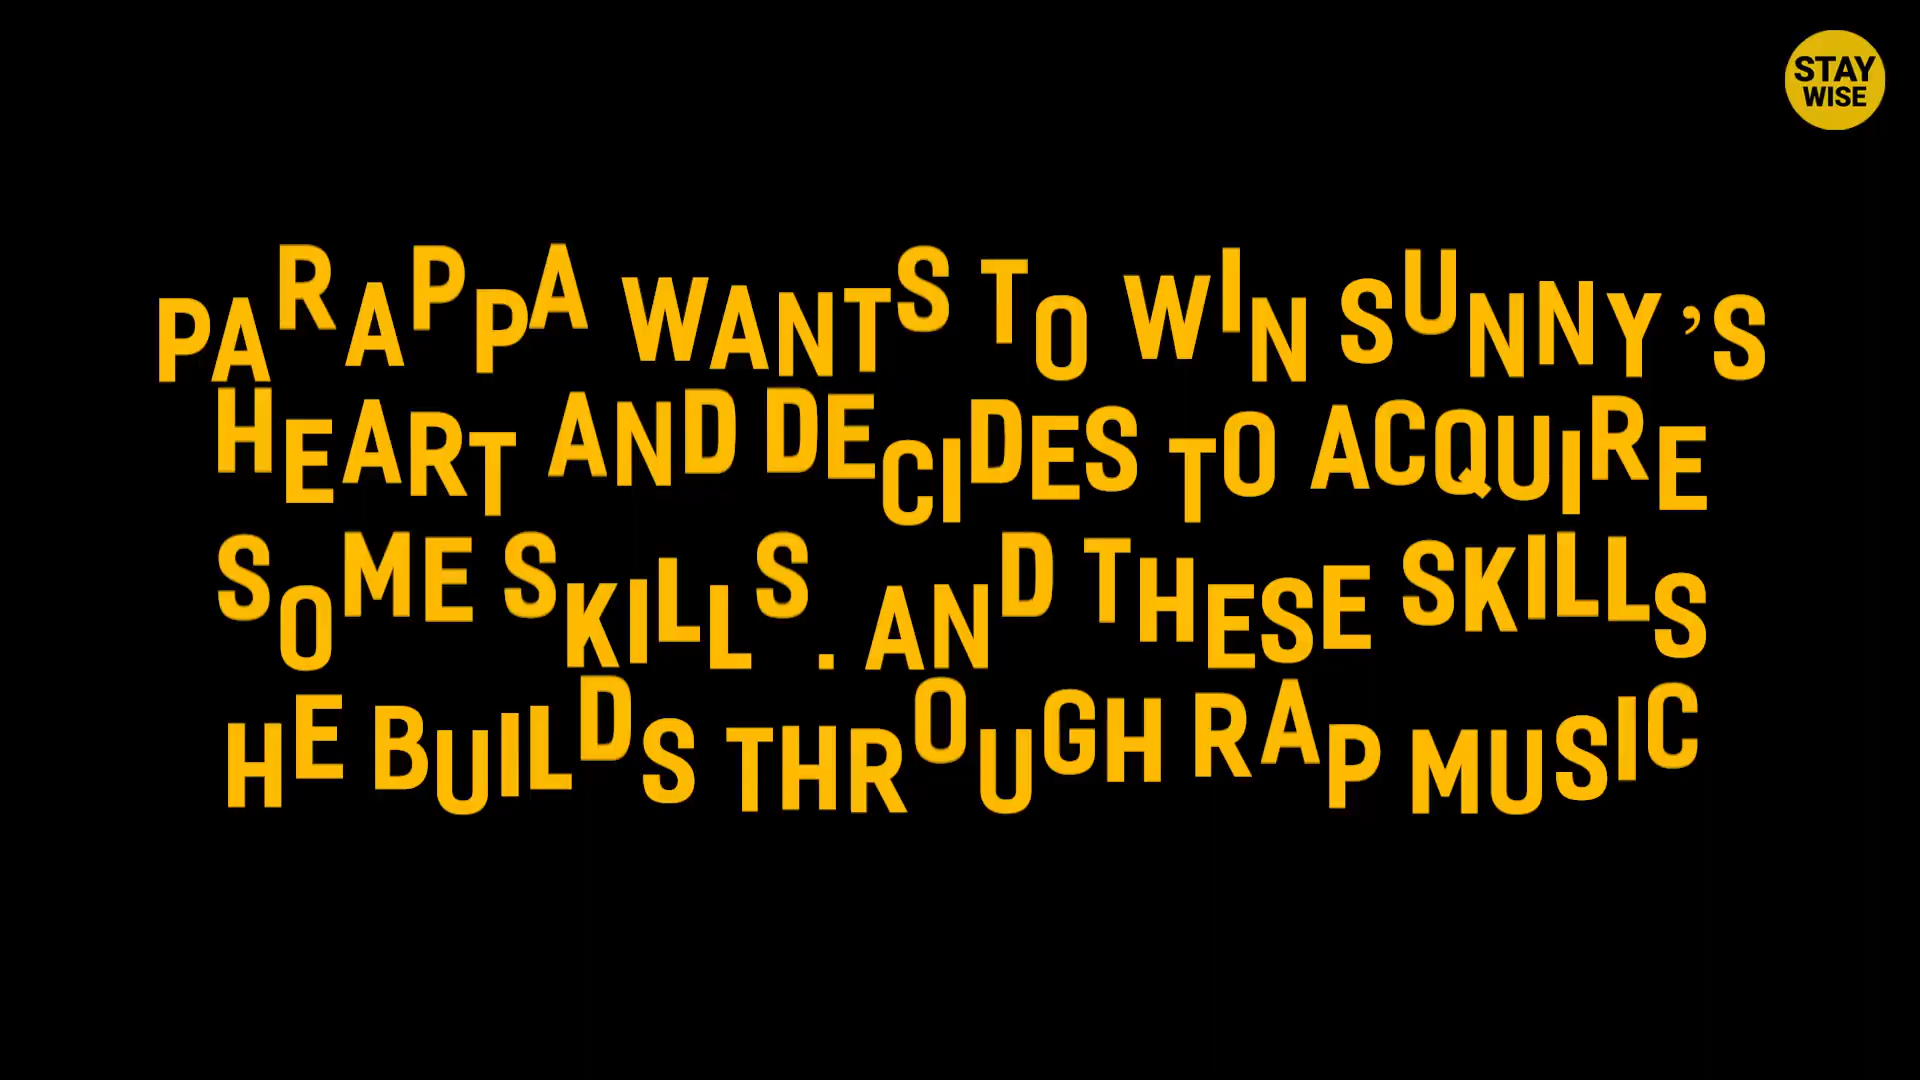 STAY
WISE
PARAPPA WANTS TO WIN SUNNY'S
HEART AND DECIDES TO ACQUIRE
SOME SKILLS. AND THESE SKILLS
HE BUILDS THROUGH RAP MUSIC